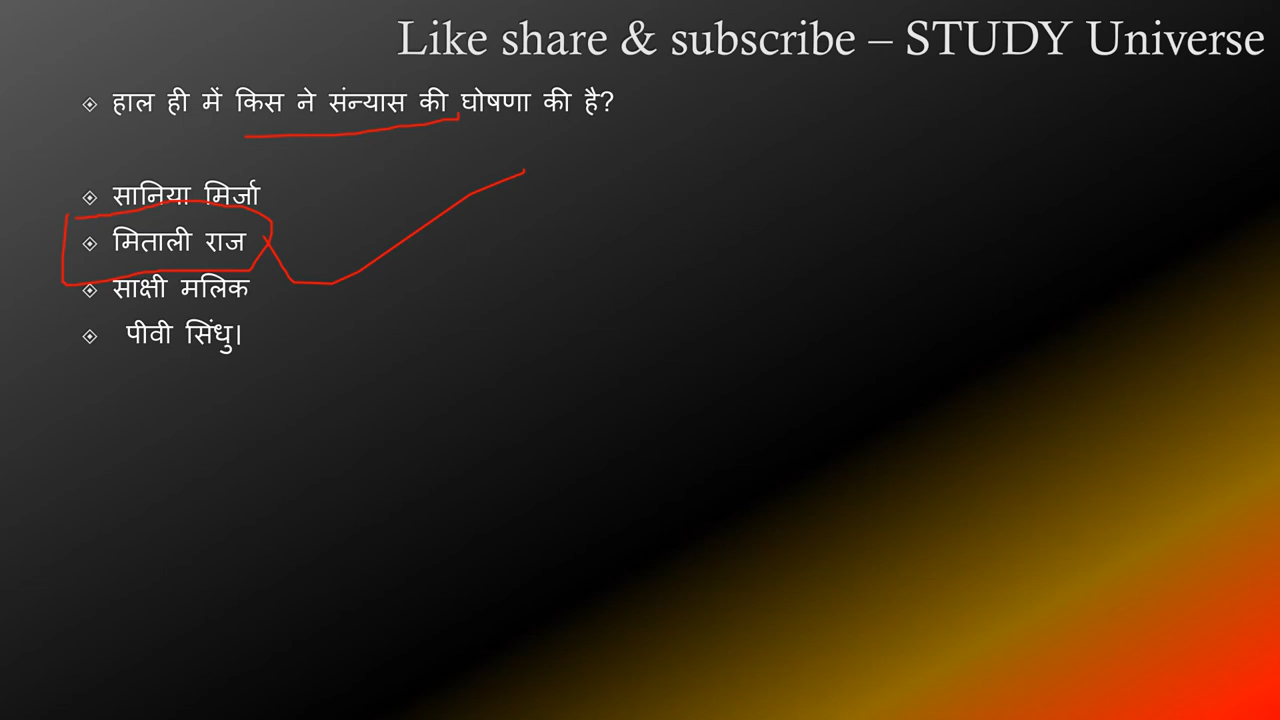 Like share & subscribe – STUDY Universe
हाल ही में किस ने संन्यास की घोषणा की है?
सानिया मिर्जा
मिताली राज
साक्षी मलिक
पीवी सिंधु।